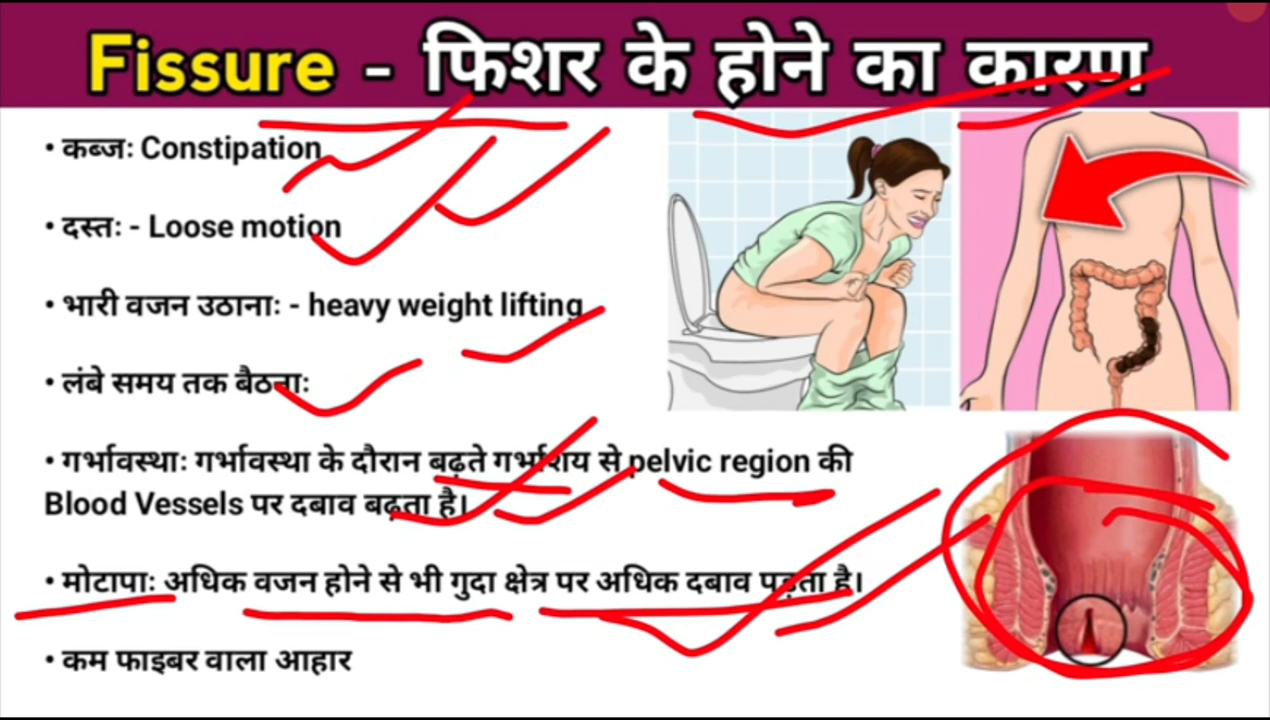 Fissure - फिशर के होने का कारण
• कब्ज: Constipation
• दस्त: - Loose motion
• भारी वजन उठाना: - heavy weight lifting
• लंबे समय तक बैठना:
• गर्भावस्था: गर्भावस्था के दौरान बढ़ते गर्भाशय से pelvic region की
Blood Vessels पर दबाव बढ़ता है।
• मोटापा: अधिक वजन होने से भी गुदा क्षेत्र पर अधिक दबाव पड़ता है।
• कम फाइबर वाला आहार